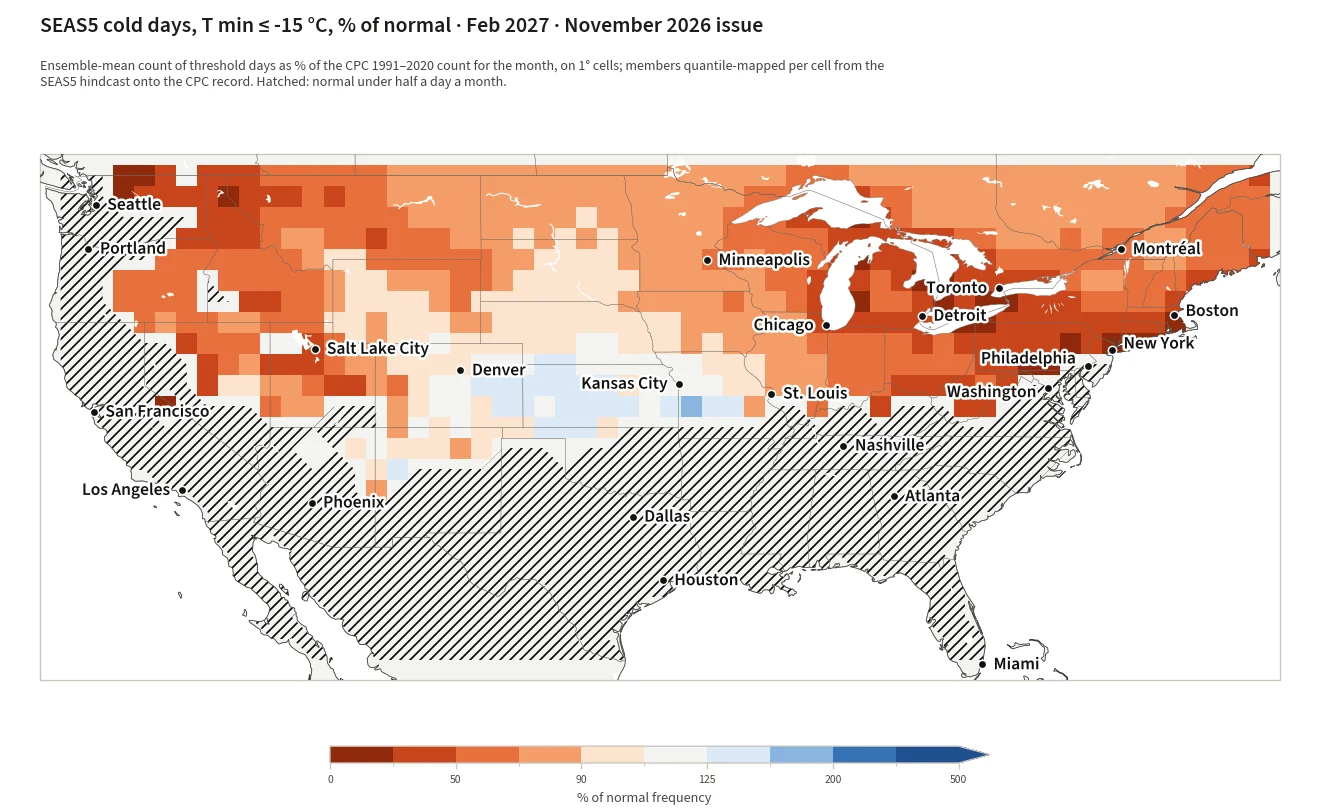 SEAS5 cold days, T min ≤ -15 °C, % of normal · Feb 2027 · November 2026 issue
Ensemble-mean count of threshold days as % of the CPC 1991–2020 count for the month, on 1° cells; members quantile-mapped per cell from the
SEAS5 hindcast onto the CPC record. Hatched: normal under half a day a month.
Seattle
Portland
Montréal
Minneapolis
Toronto
Boston
Detroit
Chicago
New York
Salt Lake City
Philadelphia
Denver
Kansas City
Washington
St. Louis
San Francisco
Nashville
Los Angeles
Phoenix
Atlanta
Dallas
Houston
Miami
0 50 90 125 200 500
% of normal frequency